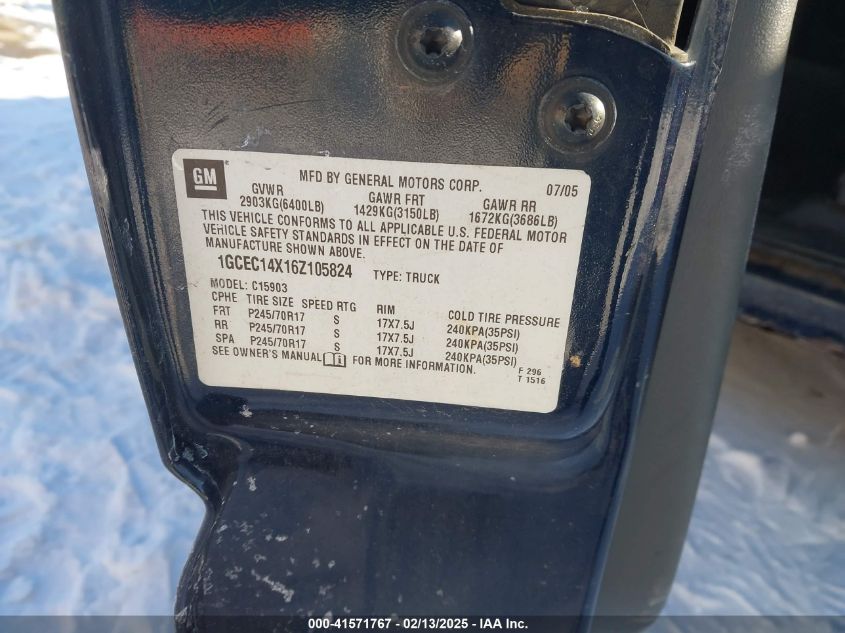 GM
MFD BY GENERAL MOTORS CORP. 07/05
GVWR GAWR FRT GAWR RR
2903KG(6400LB) 1429KG(3150LB) 1672KG(3686LB)
THIS VEHICLE CONFORMS TO ALL APPLICABLE U.S. FEDERAL MOTOR
VEHICLE SAFETY STANDARDS IN EFFECT ON THE DATE OF
MANUFACTURE SHOWN ABOVE.
1GCEC14X16Z105824 TYPE: TRUCK
MODEL: C15903
CPHE TIRE SIZE SPEED RTG RIM COLD TIRE PRESSURE
FRT P245/70R17 S 17X7.5J 240KPA(35PSI)
RR P245/70R17 S 17X7.5J 240KPA(35PSI)
SPA P245/70R17 S 17X7.5J 240KPA(35PSI)
SEE OWNER'S MANUAL FOR MORE INFORMATION.
F 296
T 1516
000-41571767 - 02/13/2025 - IAA Inc.